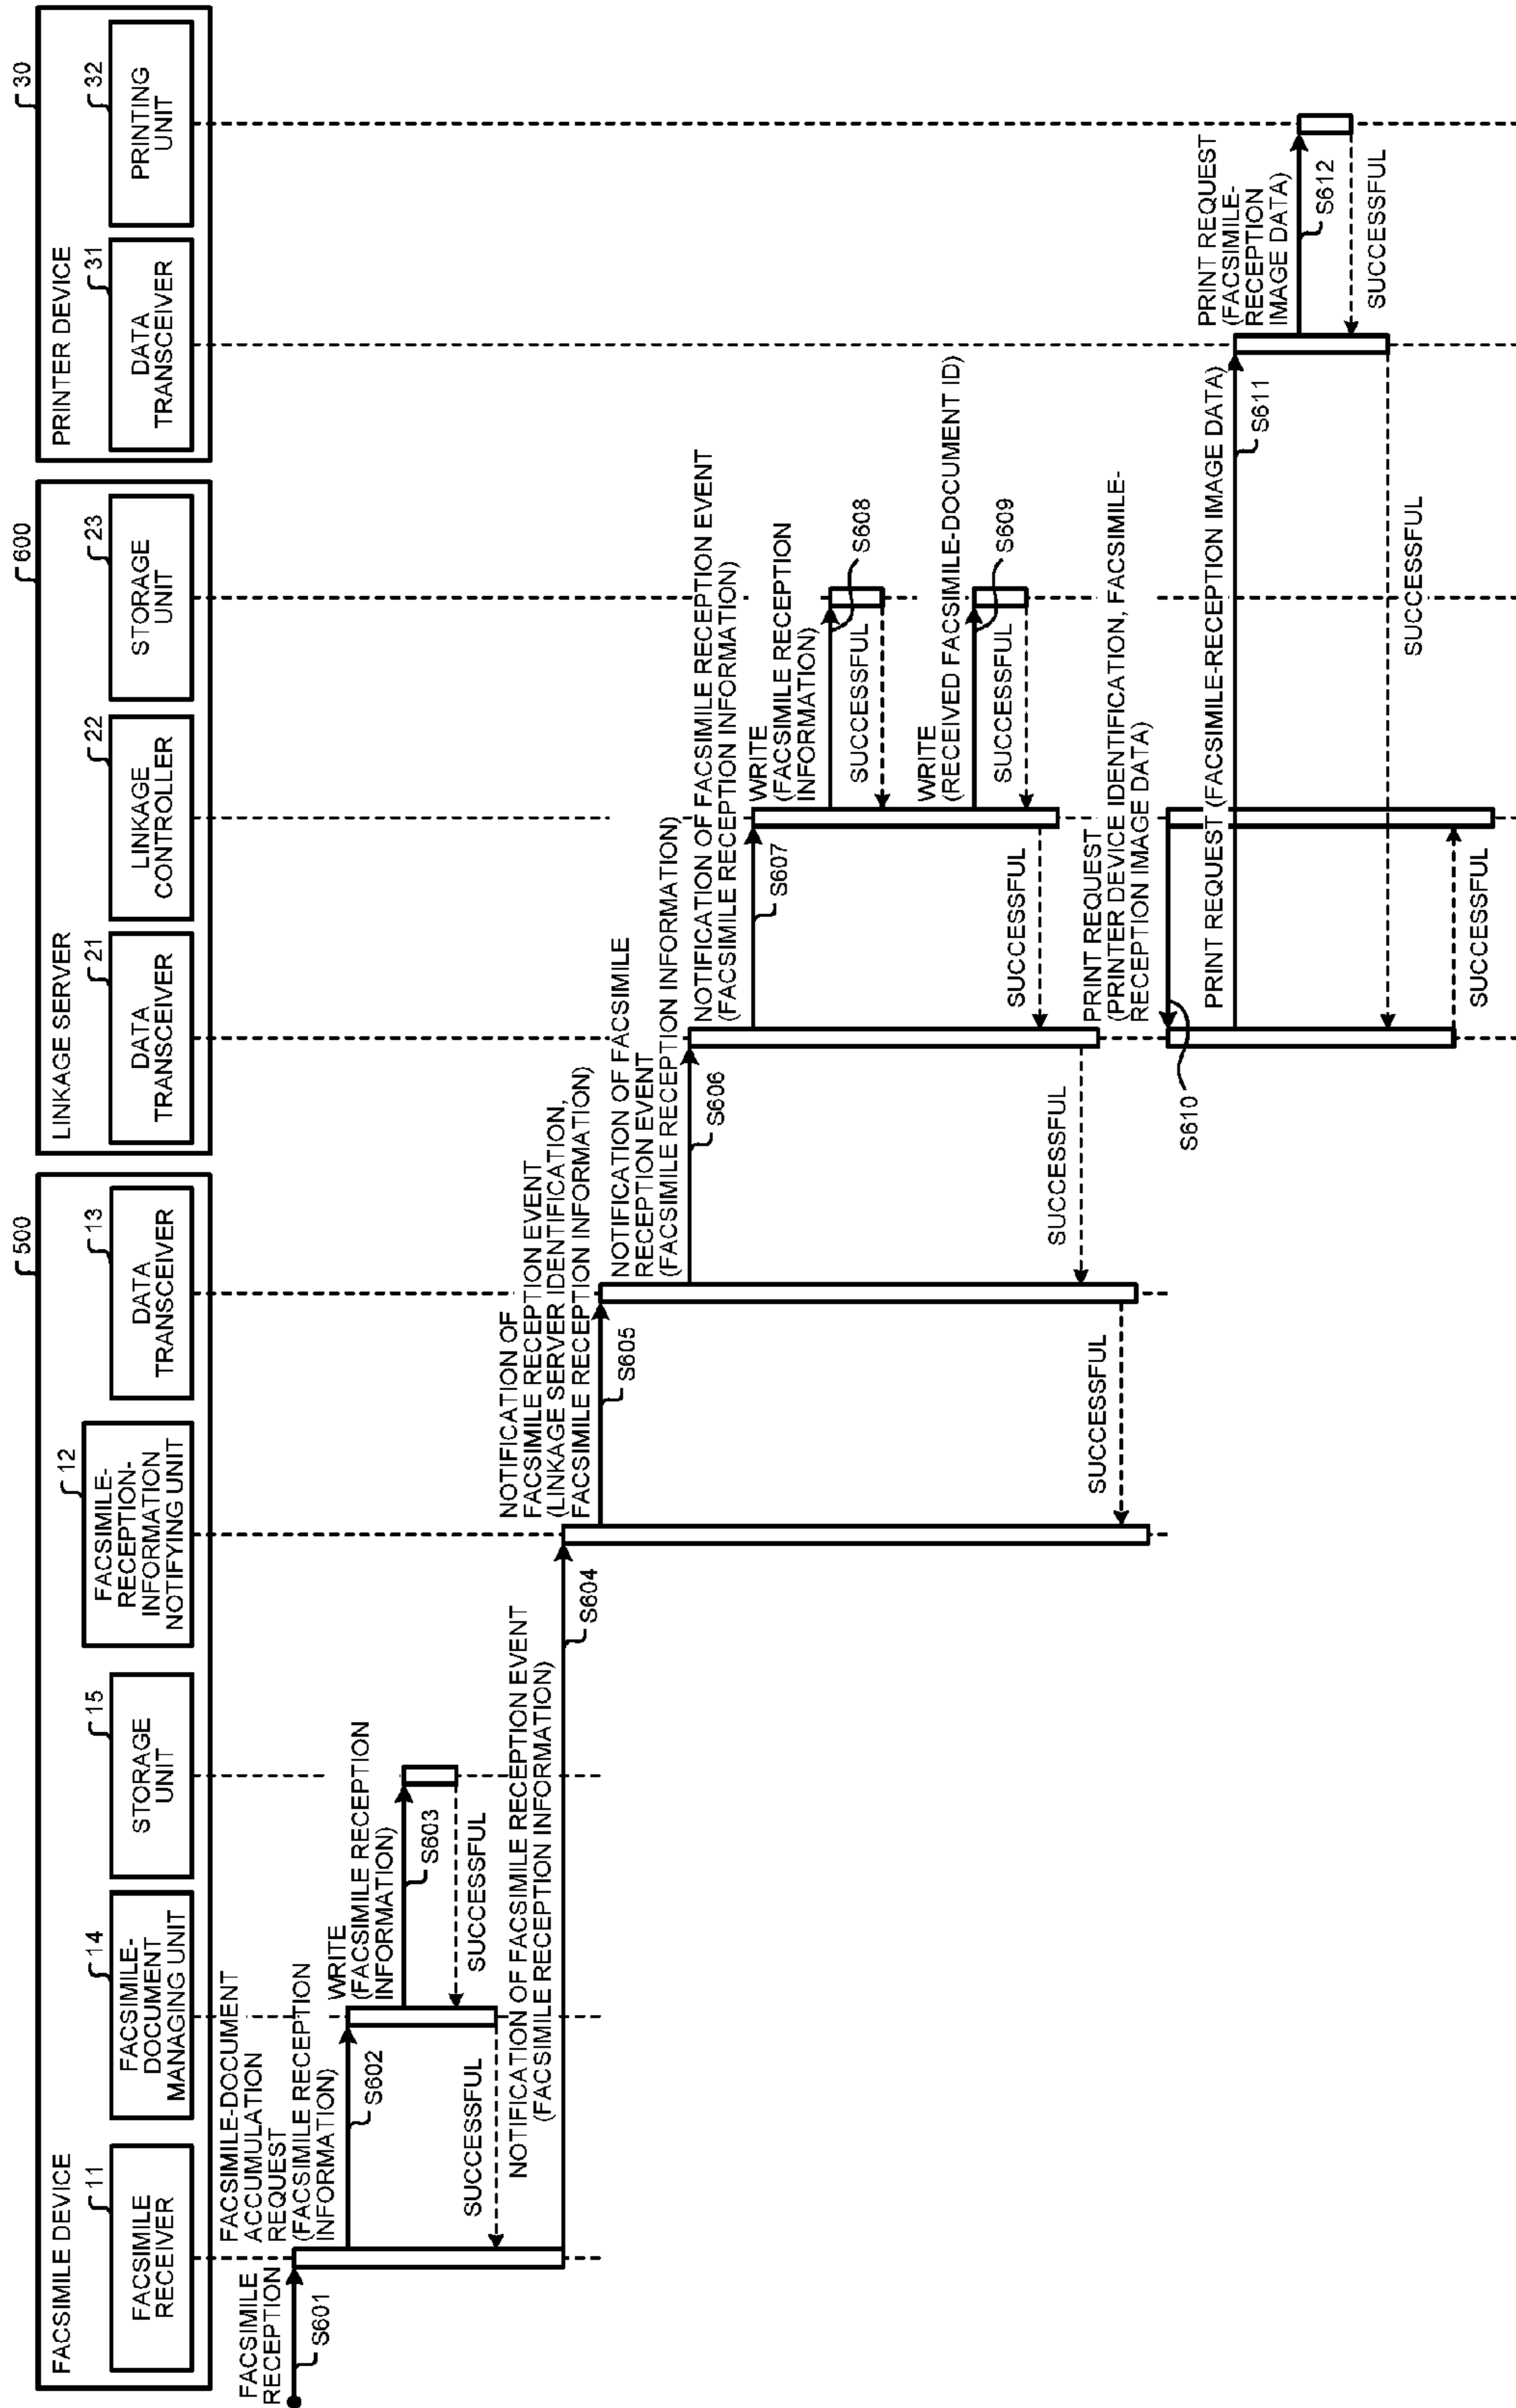 FACSIMILE DEVICE
500
FACSIMILE
RECEIVER
11
FACSIMILE-
DOCUMENT
MANAGING UNIT
14
STORAGE
UNIT
15
FACSIMILE-
RECEPTION-
INFORMATION
NOTIFYING UNIT
12
DATA
TRANSCEIVER
13
LINKAGE SERVER
600
DATA
TRANSCEIVER
21
LINKAGE
CONTROLLER
22
STORAGE
UNIT
23
PRINTER DEVICE
30
DATA
TRANSCEIVER
31
PRINTING
UNIT
32
FACSIMILE
RECEPTION
S601
FACSIMILE-DOCUMENT
ACCUMULATION
REQUEST
(FACSIMILE RECEPTION
INFORMATION)
S602
WRITE
(FACSIMILE RECEPTION
INFORMATION)
S603
SUCCESSFUL
SUCCESSFUL
NOTIFICATION OF FACSIMILE RECEPTION EVENT
(FACSIMILE RECEPTION INFORMATION)
S604
NOTIFICATION OF
FACSIMILE RECEPTION EVENT
(LINKAGE SERVER IDENTIFICATION,
FACSIMILE RECEPTION INFORMATION)
S605
NOTIFICATION OF FACSIMILE
RECEPTION EVENT
(FACSIMILE RECEPTION INFORMATION)
S606
NOTIFICATION OF FACSIMILE RECEPTION EVENT
(FACSIMILE RECEPTION INFORMATION)
S607
WRITE
(FACSIMILE RECEPTION
INFORMATION)
S608
SUCCESSFUL
WRITE
(RECEIVED FACSIMILE-DOCUMENT ID)
S609
SUCCESSFUL
SUCCESSFUL
SUCCESSFUL
SUCCESSFUL
PRINT REQUEST
(PRINTER DEVICE IDENTIFICATION, FACSIMILE-
RECEPTION IMAGE DATA)
S610
PRINT REQUEST (FACSIMILE-RECEPTION IMAGE DATA)
S611
PRINT REQUEST
(FACSIMILE-
RECEPTION
IMAGE DATA)
S612
SUCCESSFUL
SUCCESSFUL
SUCCESSFUL